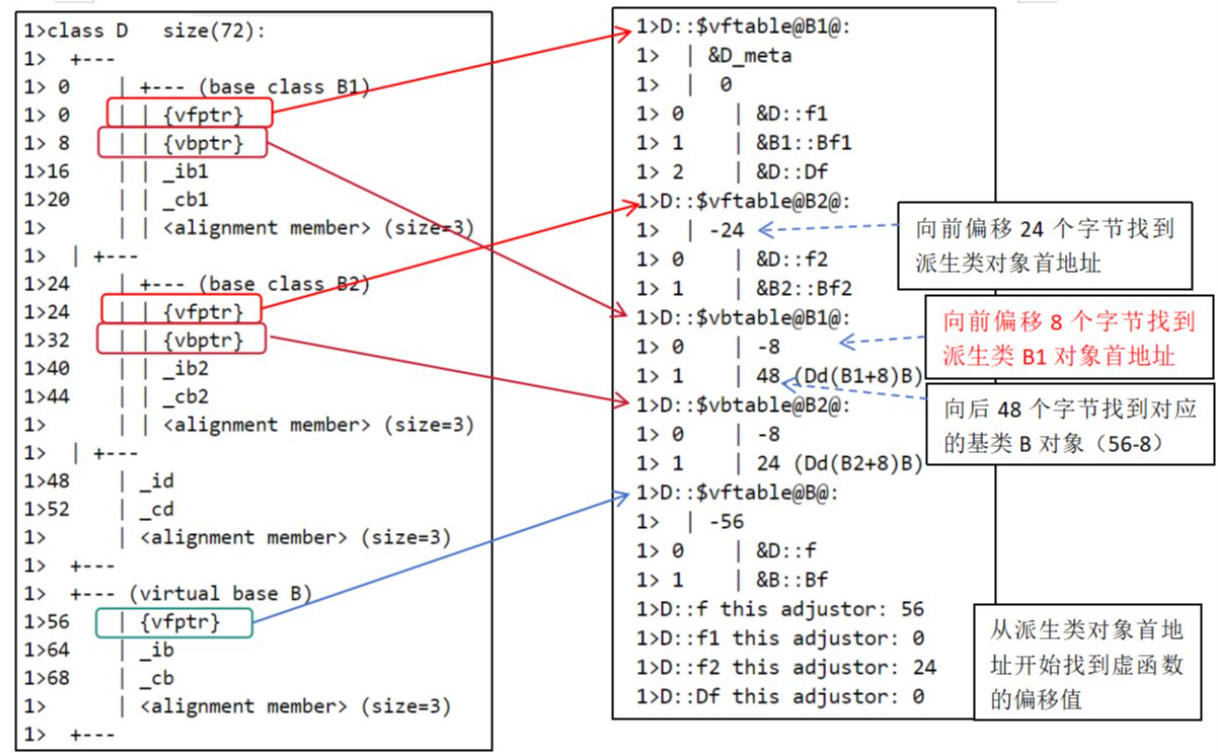 1>class D   size(72):
1>  +---
1> 0      | +--- (base class B1)
1> 0      | | {vfptr}
1> 8      | | {vbptr}
1>16      | | _ib1
1>20      | | _cb1
1>        | | <alignment member> (size=3)
1>  | +---
1>24      | +--- (base class B2)
1>24      | | {vfptr}
1>32      | | {vbptr}
1>40      | | _ib2
1>44      | | _cb2
1>        | | <alignment member> (size=3)
1>  | +---
1>48      | _id
1>52      | _cd
1>        | <alignment member> (size=3)
1>  +---
1>  +--- (virtual base B)
1>56      | {vfptr}
1>64      | _ib
1>68      | _cb
1>        | <alignment member> (size=3)
1>  +---
1>D::$vftable@B1@:
1>  | &D_meta
1>  |  0
1> 0     | &D::f1
1> 1     | &B1::Bf1
1> 2     | &D::Df
1>D::$vftable@B2@:
1>  | -24
1> 0     | &D::f2
1> 1     | &B2::Bf2
1>D::$vbtable@B1@:
1> 0     | -8
1> 1     | 48 (Dd(B1+8)B)
1>D::$vbtable@B2@:
1> 0     | -8
1> 1     | 24 (Dd(B2+8)B)
1>D::$vftable@B@:
1>  | -56
1> 0     | &D::f
1> 1     | &B::Bf
1>D::f this adjustor: 56
1>D::f1 this adjustor: 0
1>D::f2 this adjustor: 24
1>D::Df this adjustor: 0
向前偏移 24 个字节找到
派生类对象首地址
向前偏移 8 个字节找到
派生类 B1 对象首地址
向后 48 个字节找到对应
的基类 B 对象（56-8）
从派生类对象首地
址开始找到虚函数
的偏移值